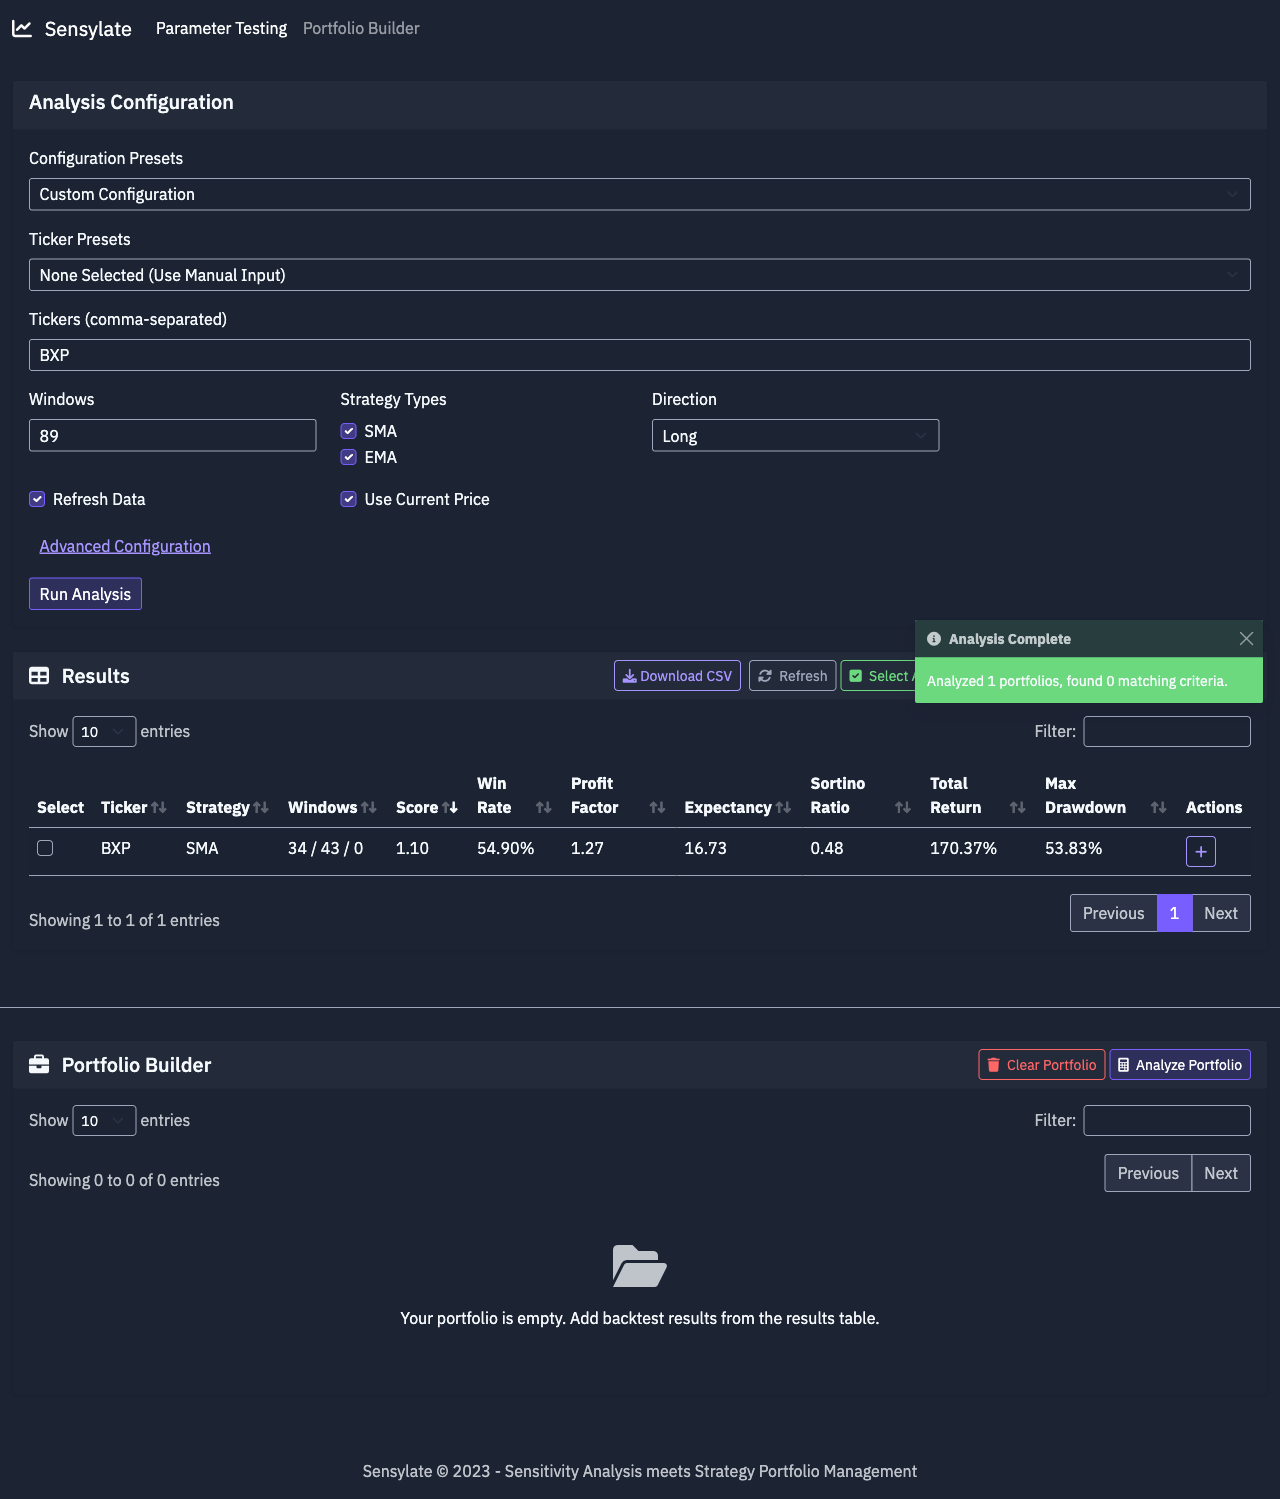 Sensylate Parameter Testing Portfolio Builder
Analysis Configuration
Configuration Presets
Custom Configuration
Ticker Presets
None Selected (Use Manual Input)
Tickers (comma-separated)
BXP
Windows Strategy Types Direction
89 SMA Long
EMA
Refresh Data Use Current Price
Advanced Configuration
Run Analysis
Analysis Complete
Analyzed 1 portfolios, found 0 matching criteria.
Results Download CSV Refresh Select
Show 10 entries Filter:
Select Ticker Strategy Windows Score Win Rate Profit Factor Expectancy Sortino Ratio Total Return Max Drawdown Actions
BXP SMA 34 / 43 / 0 1.10 54.90% 1.27 16.73 0.48 170.37% 53.83% +
Showing 1 to 1 of 1 entries Previous 1 Next
Portfolio Builder Clear Portfolio Analyze Portfolio
Show 10 entries Filter:
Showing 0 to 0 of 0 entries Previous Next
Your portfolio is empty. Add backtest results from the results table.
Sensylate © 2023 - Sensitivity Analysis meets Strategy Portfolio Management